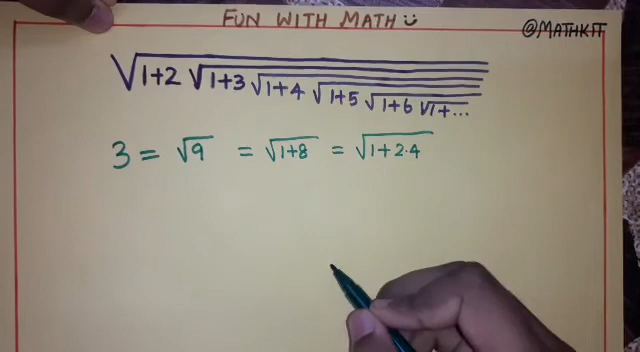 FUN WITH MATH ☺
@MATHKIT
√(1+2√(1+3√(1+4√(1+5√(1+6√(1+...
3 = √9 = √(1+8) = √(1+2·4)